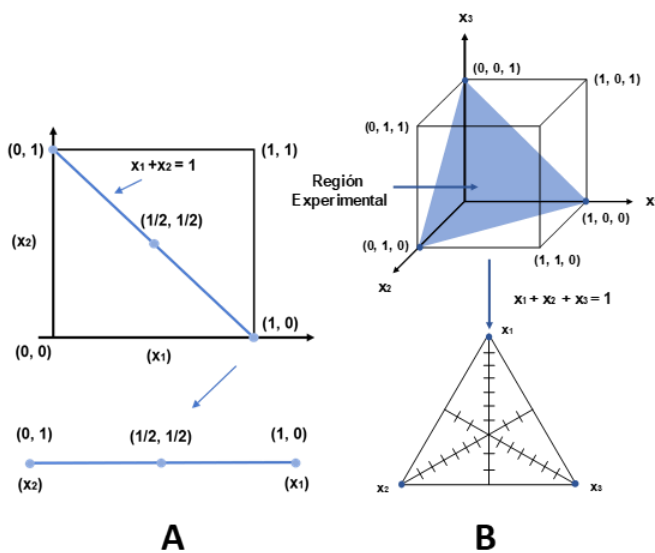 (0, 1)
x₁ +x₂ = 1
(1, 1)
(1/2, 1/2)
(x₂)
(1, 0)
(0, 0)
(x₁)
(0, 1)
(1/2, 1/2)
(1, 0)
(x₂)
(x₁)
A
x₃
(0, 0, 1)
(1, 0, 1)
(0, 1, 1)
Región
Experimental
x
(1, 0, 0)
(0, 1, 0)
(1, 1, 0)
x₂
x₁ + x₂ + x₃ = 1
x₁
x₂
x₃
B